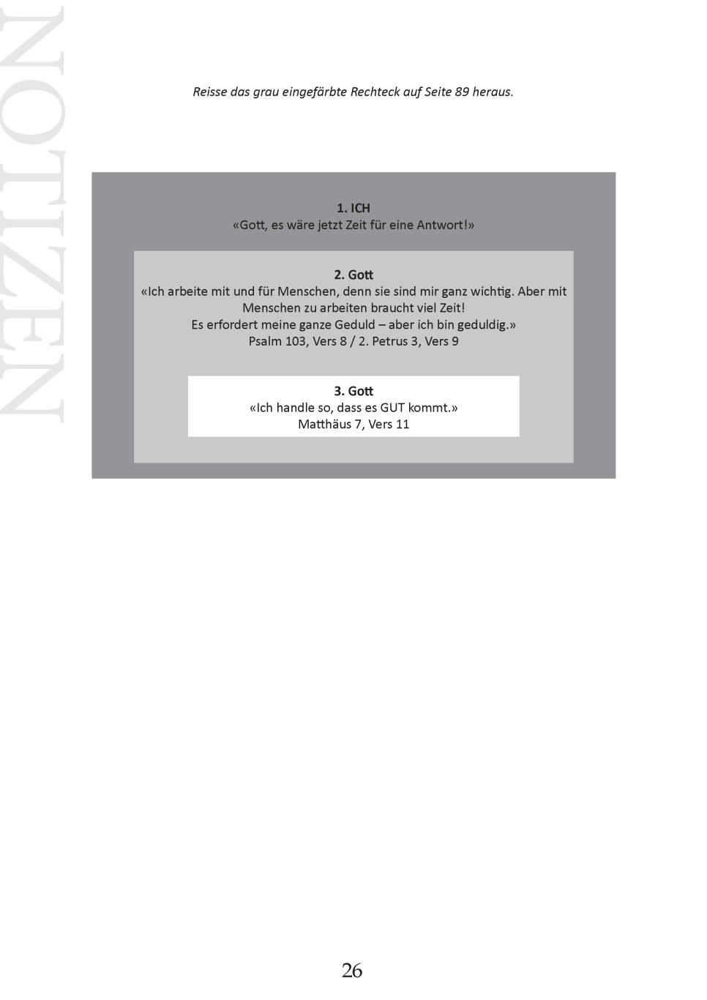 NOTIZEN
Reisse das grau eingefärbte Rechteck auf Seite 89 heraus.
1. ICH
«Gott, es wäre jetzt Zeit für eine Antwort!»
2. Gott
«Ich arbeite mit und für Menschen, denn sie sind mir ganz wichtig. Aber mit
Menschen zu arbeiten braucht viel Zeit!
Es erfordert meine ganze Geduld – aber ich bin geduldig.»
Psalm 103, Vers 8 / 2. Petrus 3, Vers 9
3. Gott
«Ich handle so, dass es GUT kommt.»
Matthäus 7, Vers 11
26